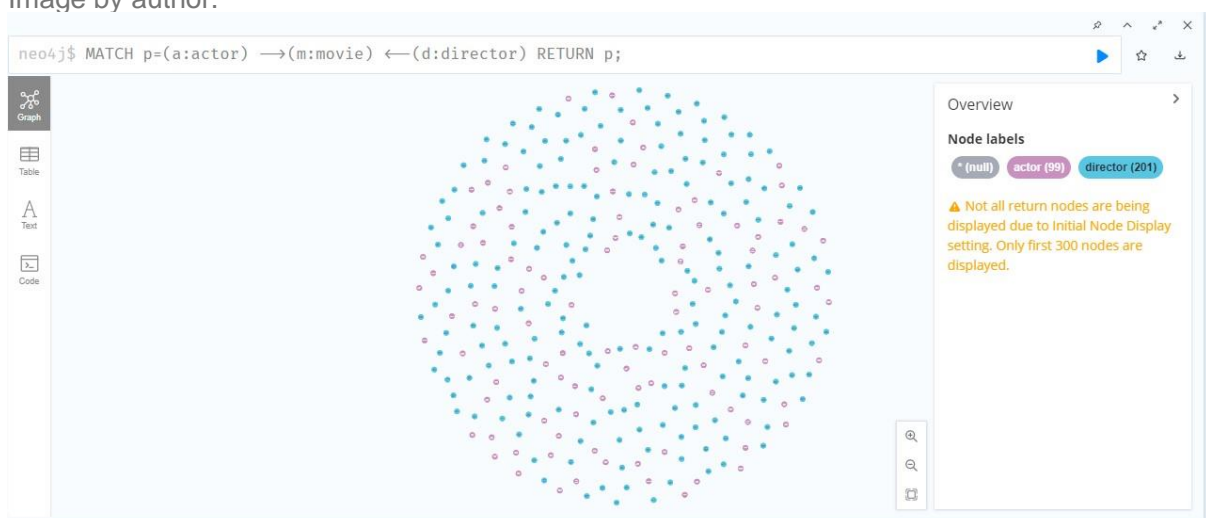 Image by author.
neo4j$ MATCH p=(a:actor) ⟶(m:movie) ⟵(d:director) RETURN p;
Graph
Table
Text
Code
Overview
Node labels
* (null) actor (99) director (201)
Not all return nodes are being
displayed due to Initial Node Display
setting. Only first 300 nodes are
displayed.